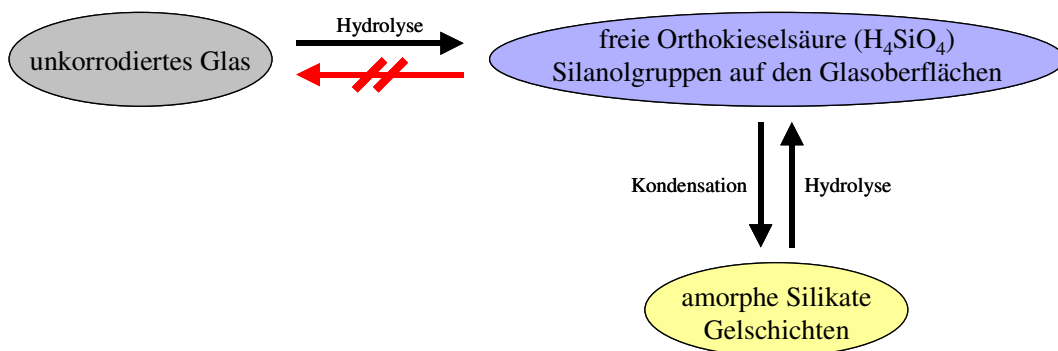 Hydrolyse
unkorrodiertes Glas
freie Orthokieselsäure (H₄SiO₄)
Silanolgruppen auf den Glasoberflächen
Kondensation
Hydrolyse
amorphe Silikate
Gelschichten